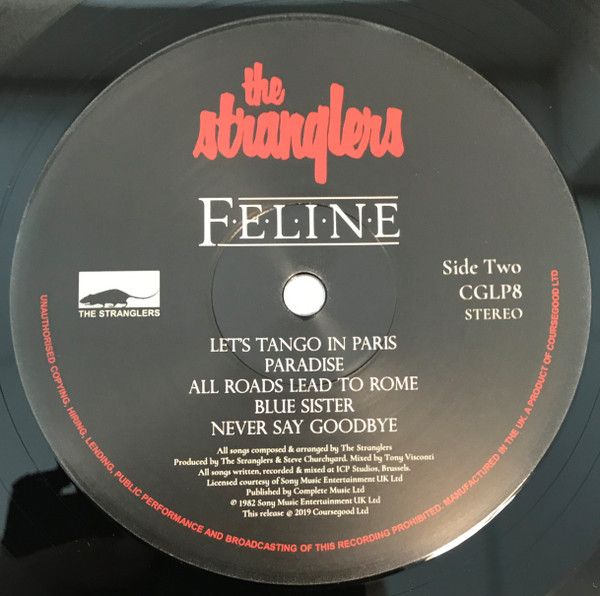 the
stranglers
F·E·L·I·N·E
THE STRANGLERS
Side Two
CGLP8
STEREO
LET'S TANGO IN PARIS
PARADISE
ALL ROADS LEAD TO ROME
BLUE SISTER
NEVER SAY GOODBYE
All songs composed & arranged by The Stranglers
Produced by The Stranglers & Steve Churchyard. Mixed by Tony Visconti
All songs written, recorded & mixed at ICP Studios, Brussels.
Licensed courtesy of Sony Music Entertainment UK Ltd
Published by Complete Music Ltd
℗ 1982 Sony Music Entertainment UK Ltd
This release @ 2019 Coursegood Ltd
UNAUTHORISED COPYING, HIRING, LENDING, PUBLIC PERFORMANCE AND BROADCASTING OF THIS RECORDING PROHIBITED. MANUFACTURED IN THE UK. A PRODUCT OF COURSEGOOD LTD